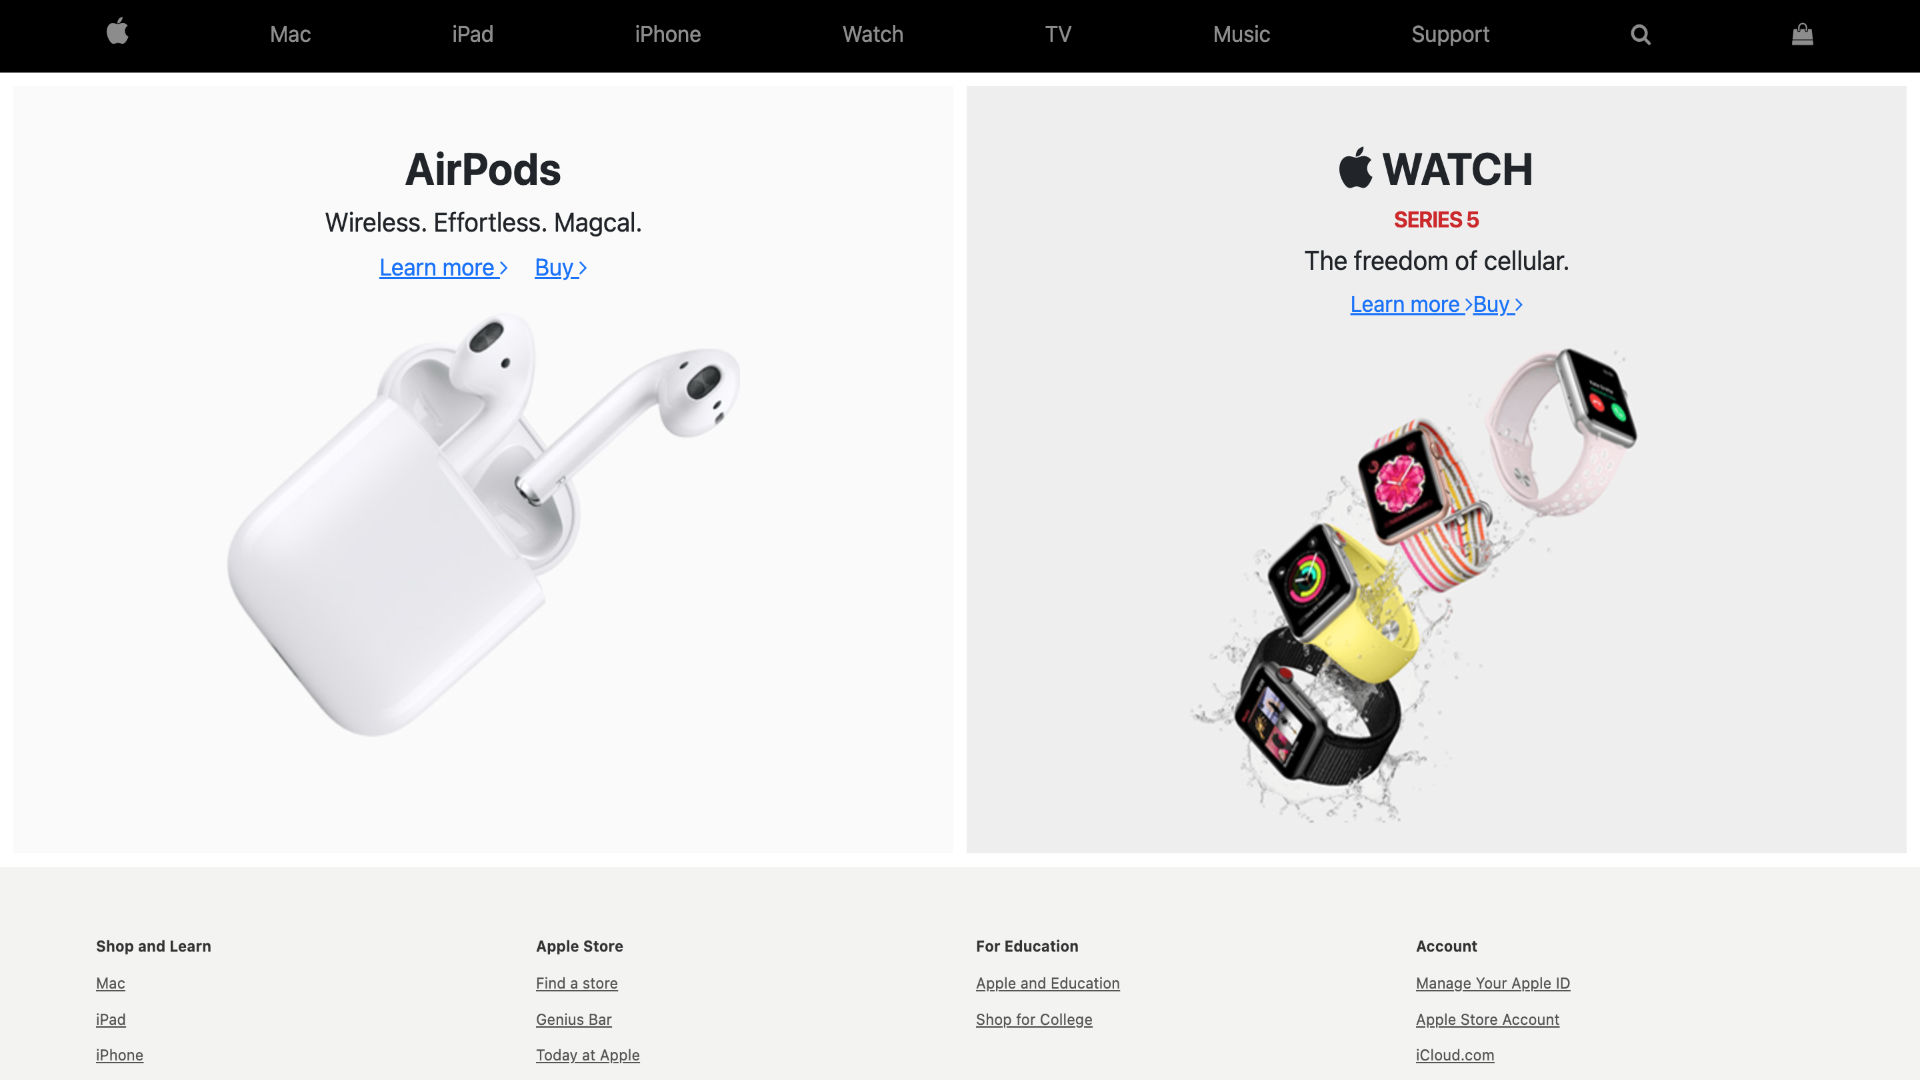 Mac iPad iPhone Watch TV Music Support
AirPods
Wireless. Effortless. Magcal.
Learn more > Buy >
WATCH
SERIES 5
The freedom of cellular.
Learn more >Buy >
Shop and Learn
Mac
iPad
iPhone
Apple Store
Find a store
Genius Bar
Today at Apple
For Education
Apple and Education
Shop for College
Account
Manage Your Apple ID
Apple Store Account
iCloud.com